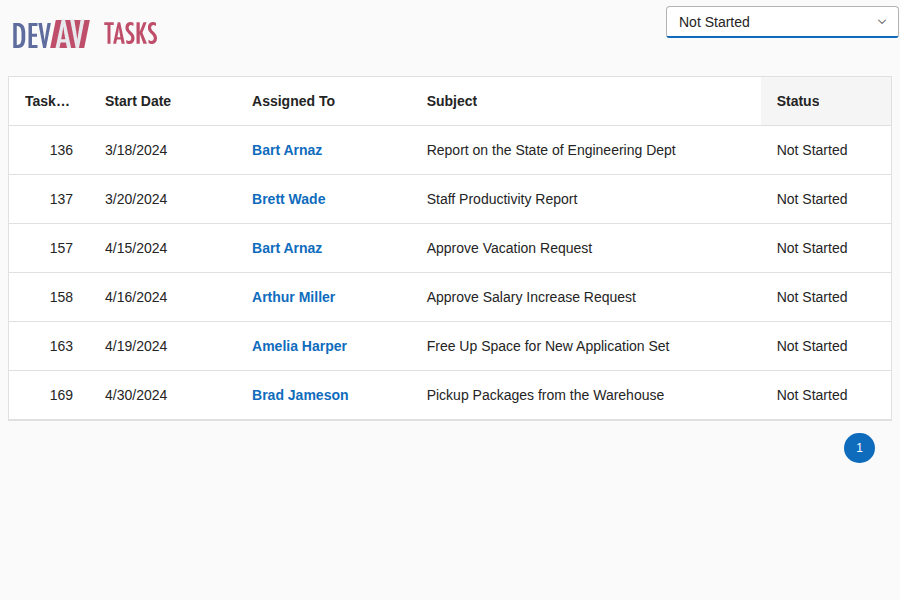 DEVAV TASKS
Not Started
Task… Start Date Assigned To Subject Status
136 3/18/2024 Bart Arnaz Report on the State of Engineering Dept Not Started
137 3/20/2024 Brett Wade Staff Productivity Report Not Started
157 4/15/2024 Bart Arnaz Approve Vacation Request Not Started
158 4/16/2024 Arthur Miller Approve Salary Increase Request Not Started
163 4/19/2024 Amelia Harper Free Up Space for New Application Set Not Started
169 4/30/2024 Brad Jameson Pickup Packages from the Warehouse Not Started
1